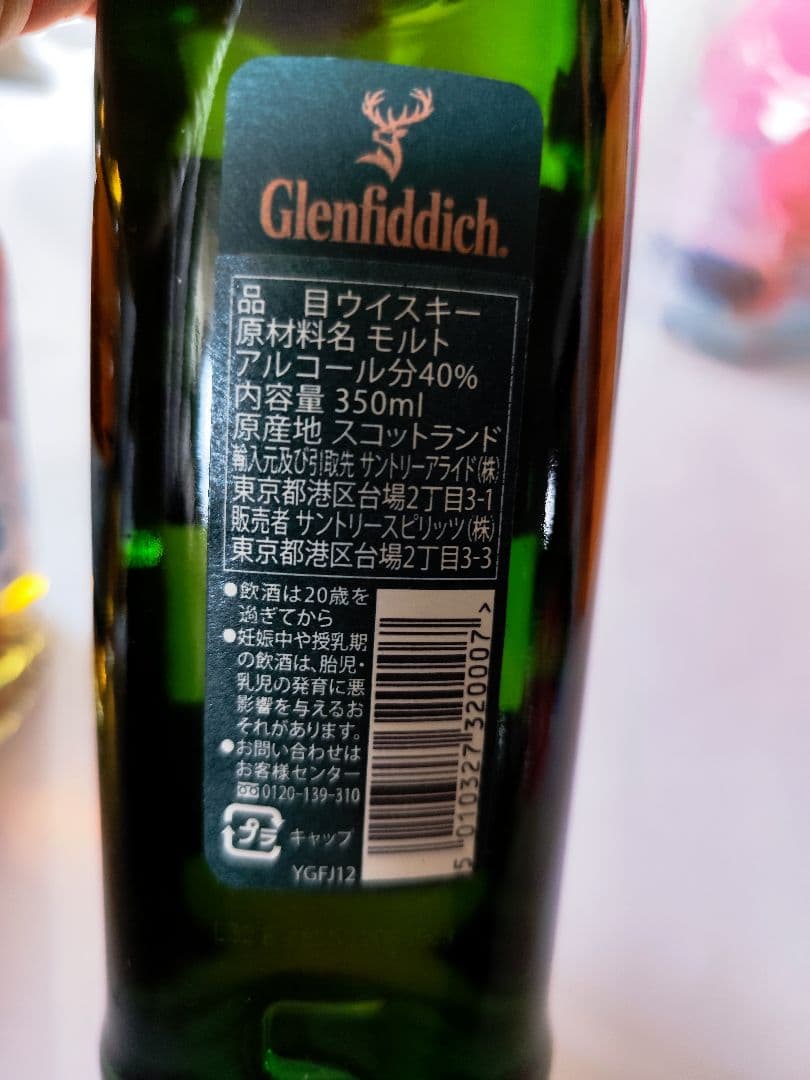 Glenfiddich.
品 目 ウイスキー
原材料名 モルト
アルコール分40%
内容量 350ml
原産地 スコットランド
輸入元及び引取先 サントリーアライド(株)
東京都港区台場2丁目3-1
販売者 サントリースピリッツ(株)
東京都港区台場2丁目3-3
●飲酒は20歳を
過ぎてから
●妊娠中や授乳期
の飲酒は、胎児・
乳児の発育に悪
影響を与えるお
それがあります。
●お問い合わせは
お客様センター
0120-139-310
プラ キャップ
YGFJ12
5 010327 320007 >